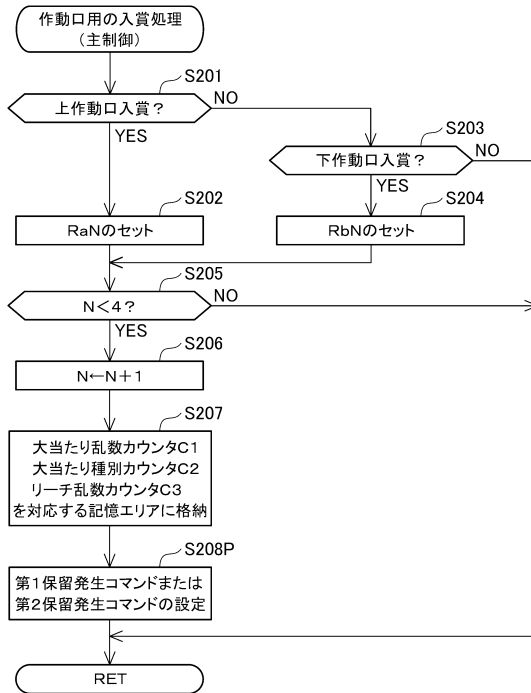 作動口用の入賞処理
(主制御)
S201
上作動口入賞？
NO
YES
S203
下作動口入賞？
NO
YES
S202
RaNのセット
S204
RbNのセット
S205
N＜4？
NO
YES
S206
N←N＋1
S207
大当たり乱数カウンタC1
大当たり種別カウンタC2
リーチ乱数カウンタC3
を対応する記憶エリアに格納
S208P
第1保留発生コマンドまたは
第2保留発生コマンドの設定
RET